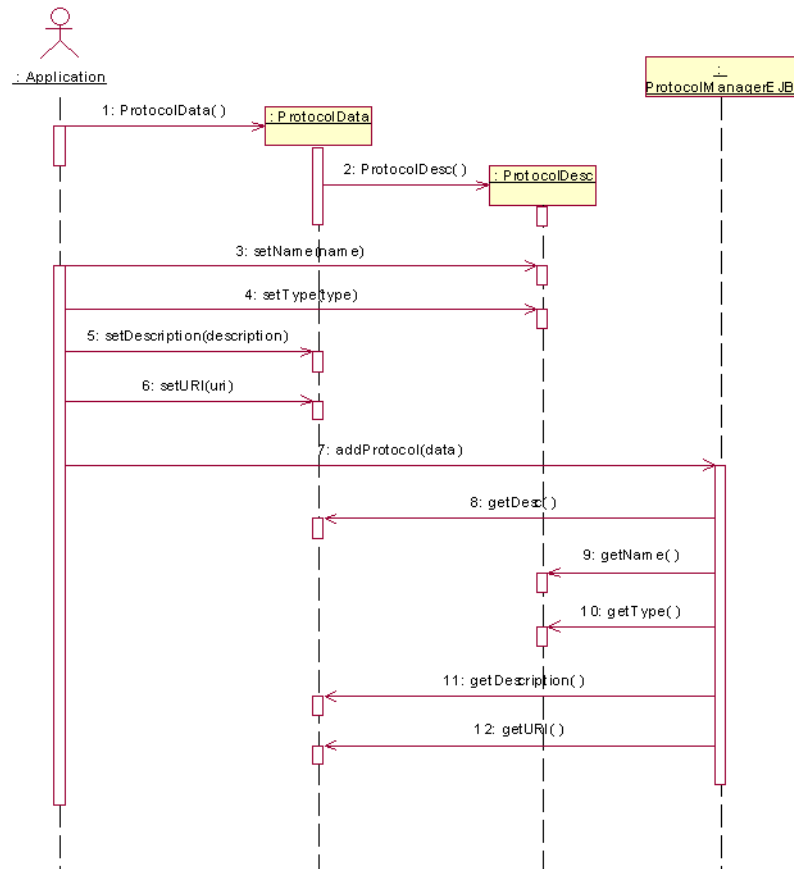 : Application
:
ProtocolManagerEJB
1: ProtocolData( )
: ProtocolData
2: ProtocolDesc( )
: ProtocolDesc
3: setName(name)
4: setType(type)
5: setDescription(description)
6: setURI(uri)
7: addProtocol(data)
8: getDesc( )
9: getName( )
10: getType( )
11: getDescription( )
12: getURI( )